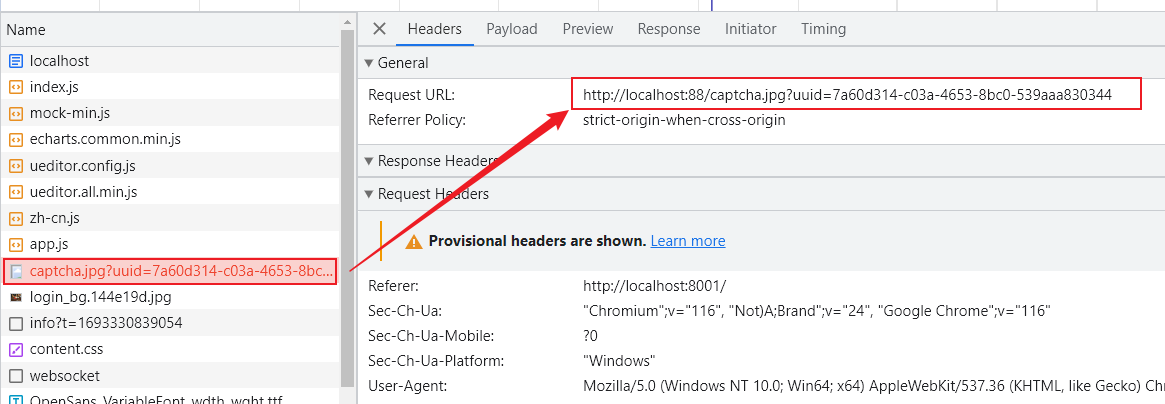 Name
localhost
index.js
mock-min.js
echarts.common.min.js
ueditor.config.js
ueditor.all.min.js
zh-cn.js
app.js
captcha.jpg?uuid=7a60d314-c03a-4653-8bc...
login_bg.144e19d.jpg
info?t=1693330839054
content.css
websocket
OpenSans_VariableFont_wdth_wght.ttf
Headers Payload Preview Response Initiator Timing
General
Request URL: http://localhost:88/captcha.jpg?uuid=7a60d314-c03a-4653-8bc0-539aaa830344
Referrer Policy: strict-origin-when-cross-origin
Response Headers
Request Headers
Provisional headers are shown. Learn more
Referer: http://localhost:8001/
Sec-Ch-Ua: "Chromium";v="116", "Not)A;Brand";v="24", "Google Chrome";v="116"
Sec-Ch-Ua-Mobile: ?0
Sec-Ch-Ua-Platform: "Windows"
User-Agent: Mozilla/5.0 (Windows NT 10.0; Win64; x64) AppleWebKit/537.36 (KHTML, like Gecko) Chr